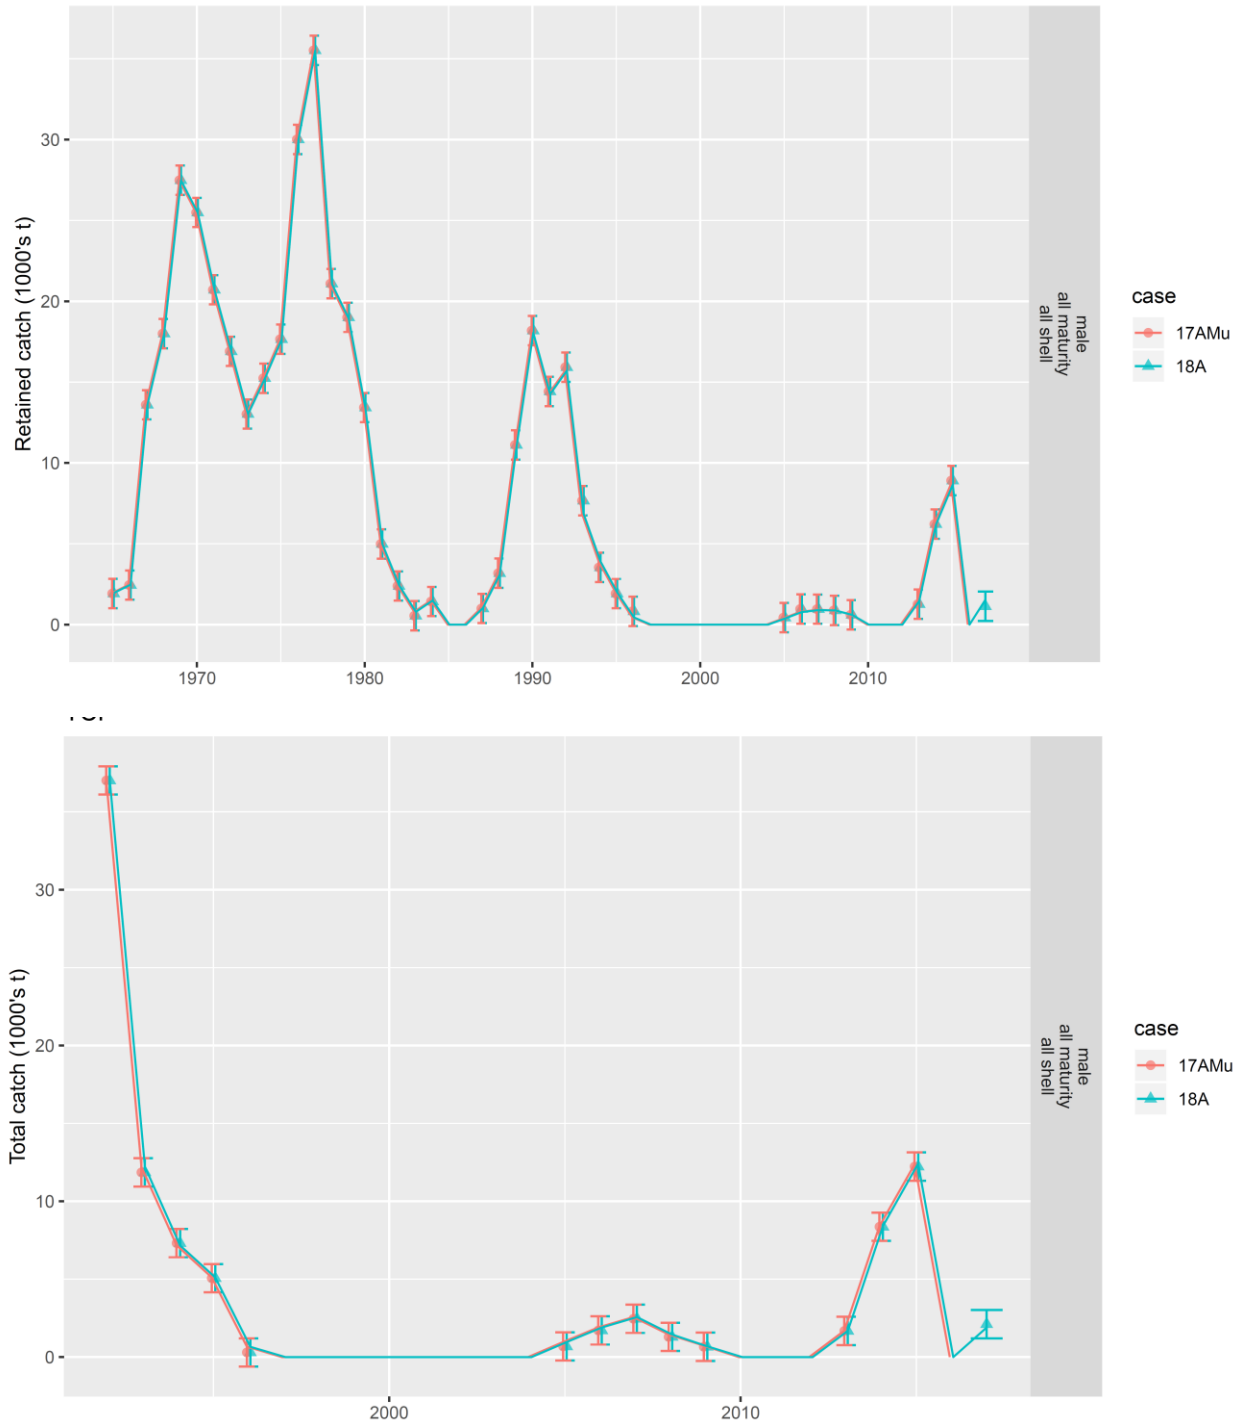 30
20
10
0
Retained catch (1000's t)
1970
1980
1990
2000
2010
male
all maturity
all shell
case
17AMu
18A
30
20
10
0
Total catch (1000's t)
2000
2010
male
all maturity
all shell
case
17AMu
18A